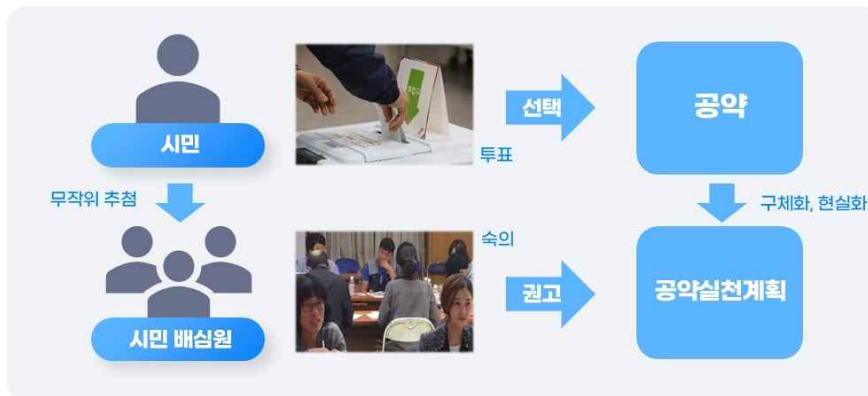 시민
투표
선택
공약
무작위 추첨
구체화, 현실화
시민 배심원
숙의
권고
공약실천계획